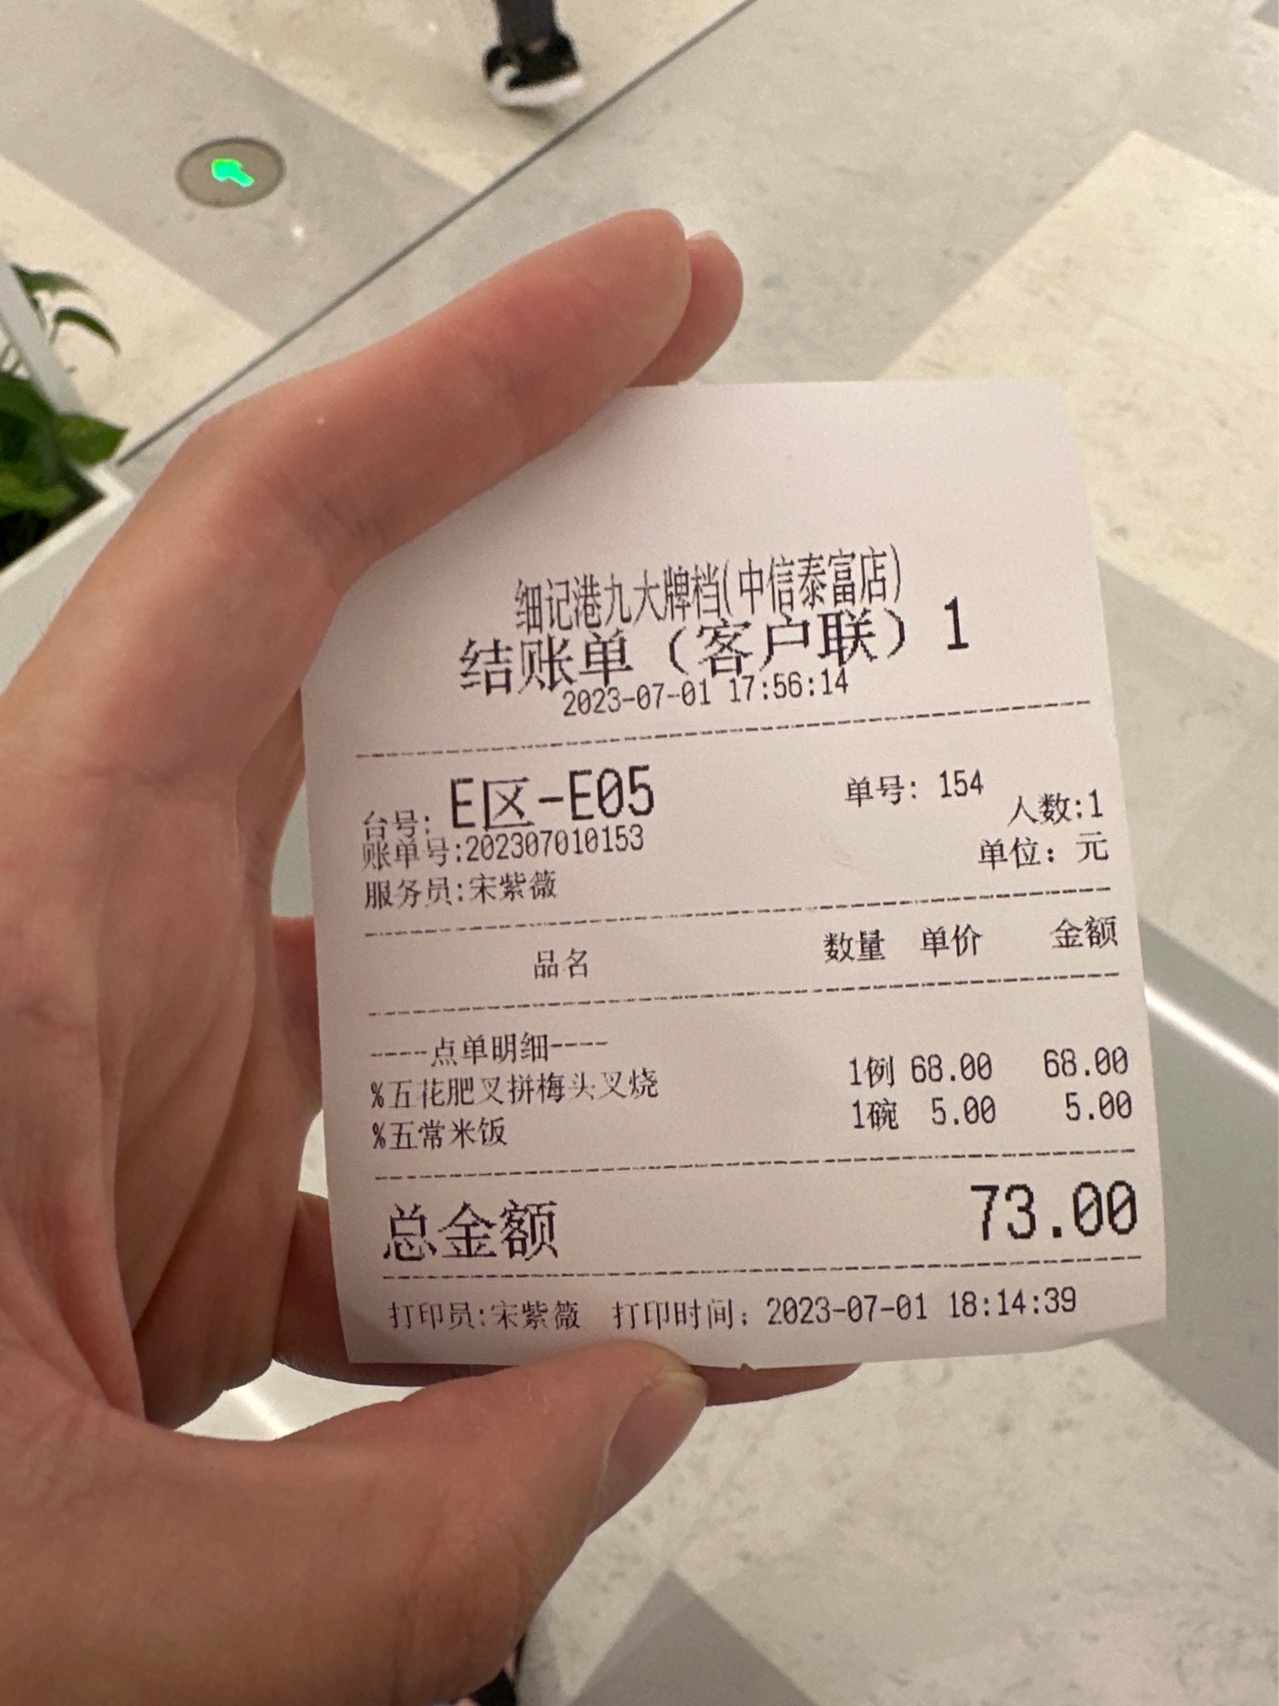 细记港九大牌档(中信泰富店)
结账单（客户联）1
2023-07-01 17:56:14
台号: E区-E05 单号: 154
账单号:202307010153 人数:1
服务员:宋紫薇 单位: 元
品名 数量 单价 金额
-----点单明细----
%五花肥叉拼梅头叉烧 1例 68.00 68.00
%五常米饭 1碗 5.00 5.00
总金额 73.00
打印员:宋紫薇 打印时间: 2023-07-01 18:14:39